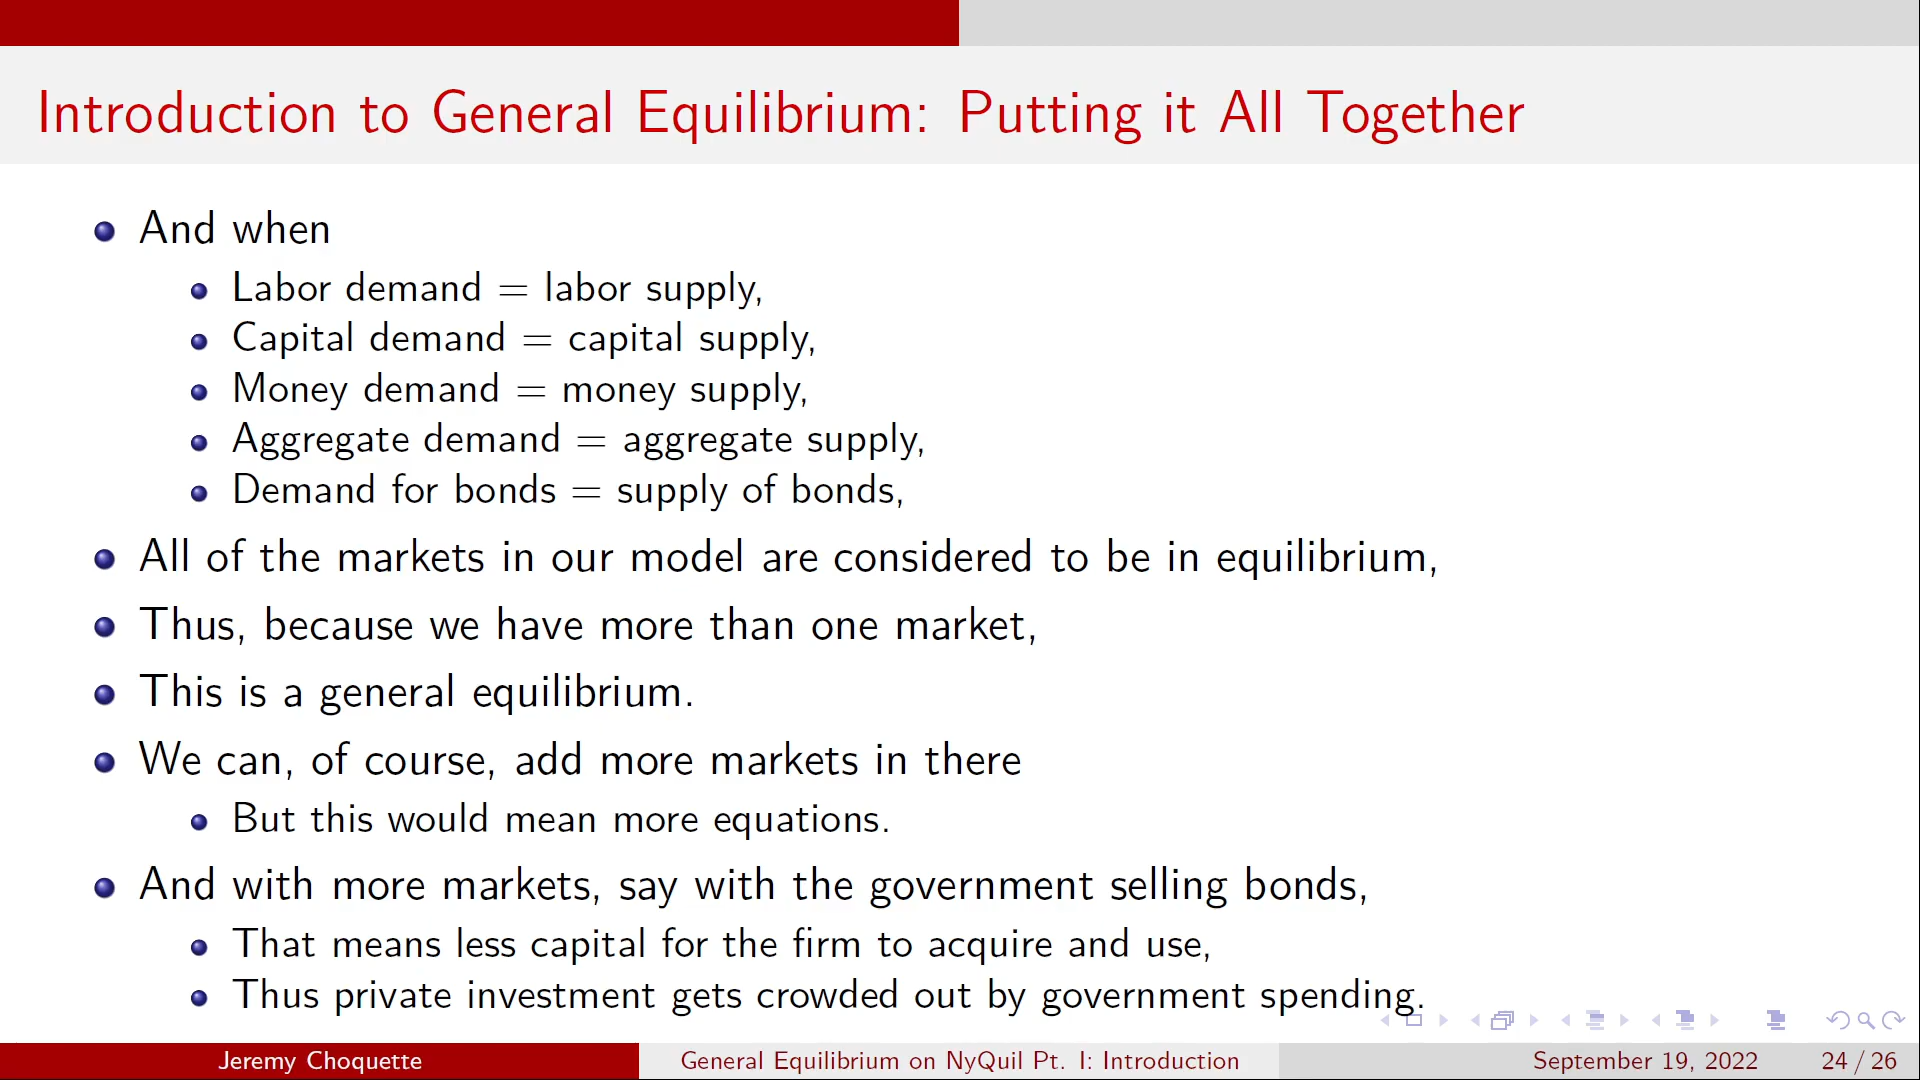 Introduction to General Equilibrium: Putting it All Together
And when
Labor demand = labor supply,
Capital demand = capital supply,
Money demand = money supply,
Aggregate demand = aggregate supply,
Demand for bonds = supply of bonds,
All of the markets in our model are considered to be in equilibrium,
Thus, because we have more than one market,
This is a general equilibrium.
We can, of course, add more markets in there
But this would mean more equations.
And with more markets, say with the government selling bonds,
That means less capital for the firm to acquire and use,
Thus private investment gets crowded out by government spending.
Jeremy Choquette
General Equilibrium on NyQuil Pt. I: Introduction
September 19, 2022
24 / 26